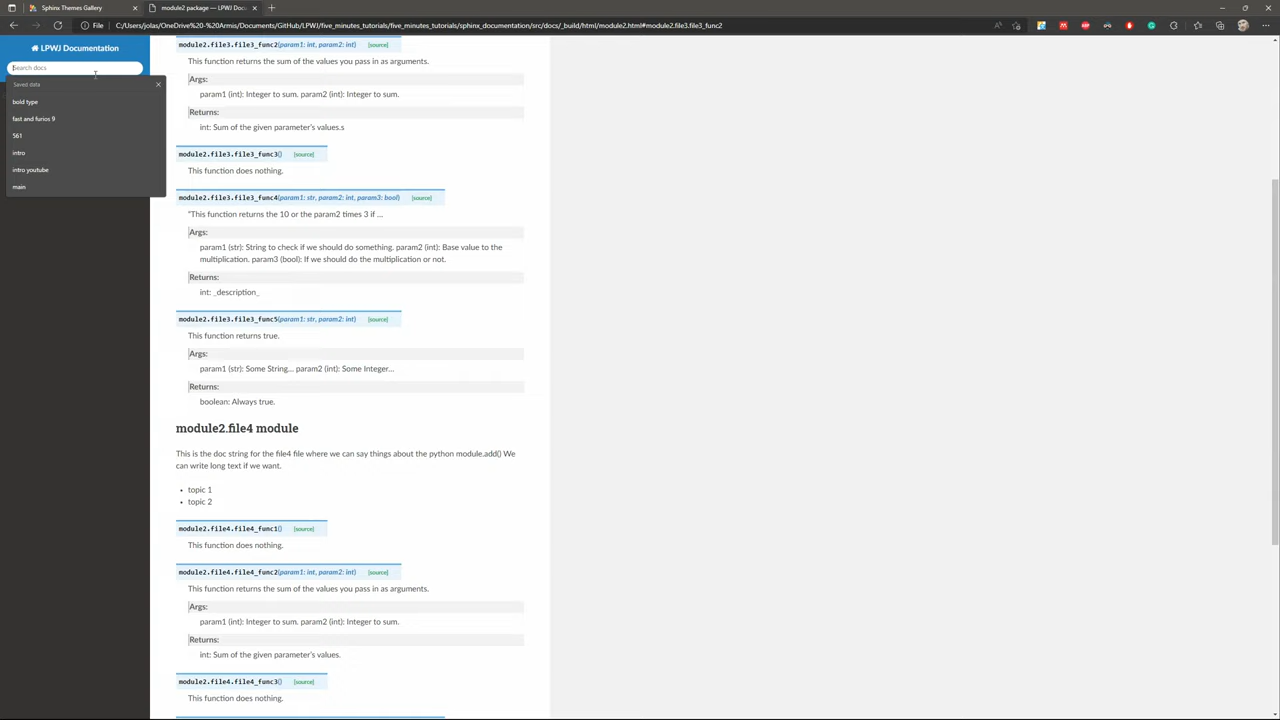 Sphinx Themes Gallery
module2 package — LPWJ Docume
File
C:/Users/jolas/OneDrive%20-%20Armis/Documents/GitHub/LPWJ/five_minutes_tutorials/five_minutes_tutorials/sphinx_documentation/src/docs/_build/html/module2.html#module2.file3.file3_func2
LPWJ Documentation
Search docs
Saved data
bold type
fast and furios 9
561
intro
intro youtube
main
module2.file3.file3_func2(param1: int, param2: int) [source]
This function returns the sum of the values you pass in as arguments.
Args:
param1 (int): Integer to sum. param2 (int): Integer to sum.
Returns:
int: Sum of the given parameter's values.s
module2.file3.file3_func3() [source]
This function does nothing.
module2.file3.file3_func4(param1: str, param2: int, param3: bool) [source]
"This function returns the 10 or the param2 times 3 if ...
Args:
param1 (str): String to check if we should do something. param2 (int): Base value to the
multiplication. param3 (bool): If we should do the multiplication or not.
Returns:
int: _description_
module2.file3.file3_func5(param1: str, param2: int) [source]
This function returns true.
Args:
param1 (str): Some String... param2 (int): Some Integer...
Returns:
boolean: Always true.
module2.file4 module
This is the doc string for the file4 file where we can say things about the python module.add() We
can write long text if we want.
• topic 1
• topic 2
module2.file4.file4_func1() [source]
This function does nothing.
module2.file4.file4_func2(param1: int, param2: int) [source]
This function returns the sum of the values you pass in as arguments.
Args:
param1 (int): Integer to sum. param2 (int): Integer to sum.
Returns:
int: Sum of the given parameter's values.
module2.file4.file4_func3() [source]
This function does nothing.